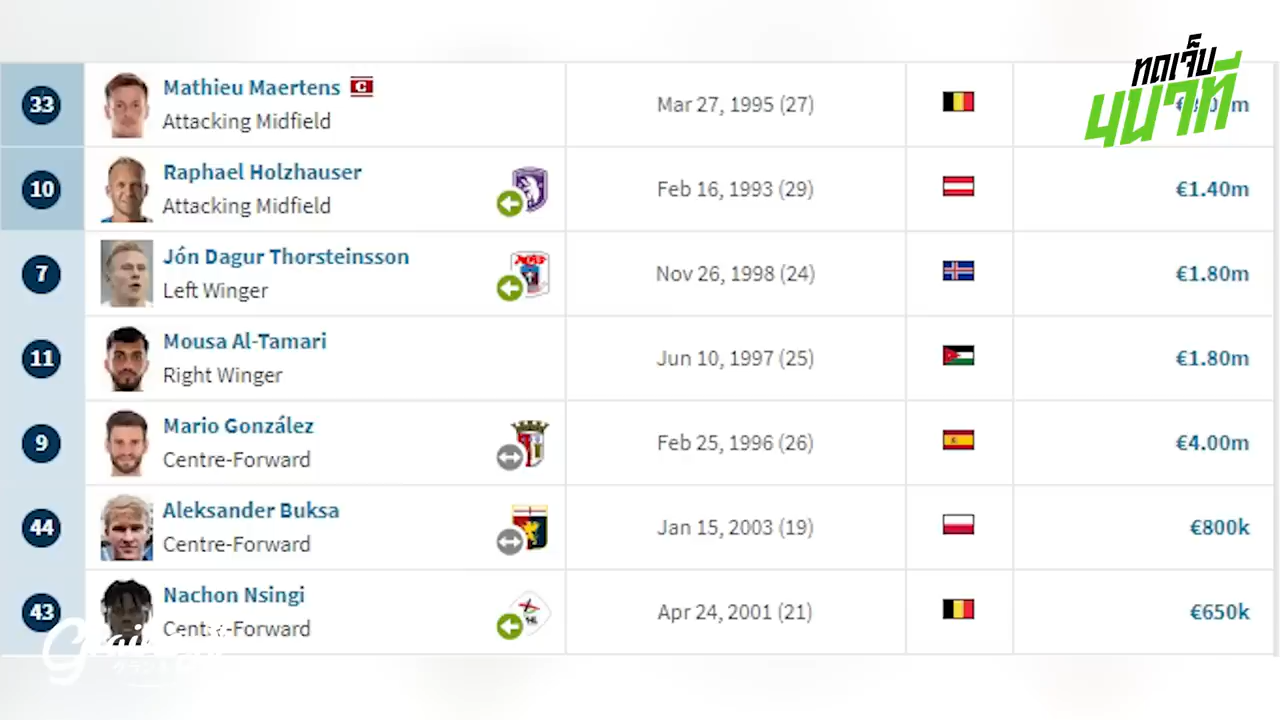 ทดเจ็บ
4นาที
33
Mathieu Maertens C
Attacking Midfield
Mar 27, 1995 (27)
10
Raphael Holzhauser
Attacking Midfield
Feb 16, 1993 (29)
€1.40m
7
Jón Dagur Thorsteinsson
Left Winger
Nov 26, 1998 (24)
€1.80m
11
Mousa Al-Tamari
Right Winger
Jun 10, 1997 (25)
€1.80m
9
Mario González
Centre-Forward
Feb 25, 1996 (26)
€4.00m
44
Aleksander Buksa
Centre-Forward
Jan 15, 2003 (19)
€800k
43
Nachon Nsingi
Centre-Forward
Apr 24, 2001 (21)
€650k